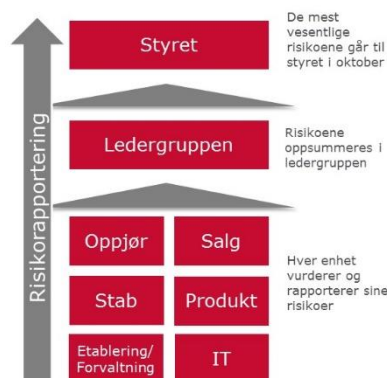 Risikorapportering
Styret
De mest
vesentlige
risikoene går til
styret i oktober
Ledergruppen
Risikoene
oppsummeres i
ledergruppen
Oppjør
Salg
Stab
Produkt
Etablering/
Forvaltning
IT
Hver enhet
vurderer og
rapporterer sine
risikoer